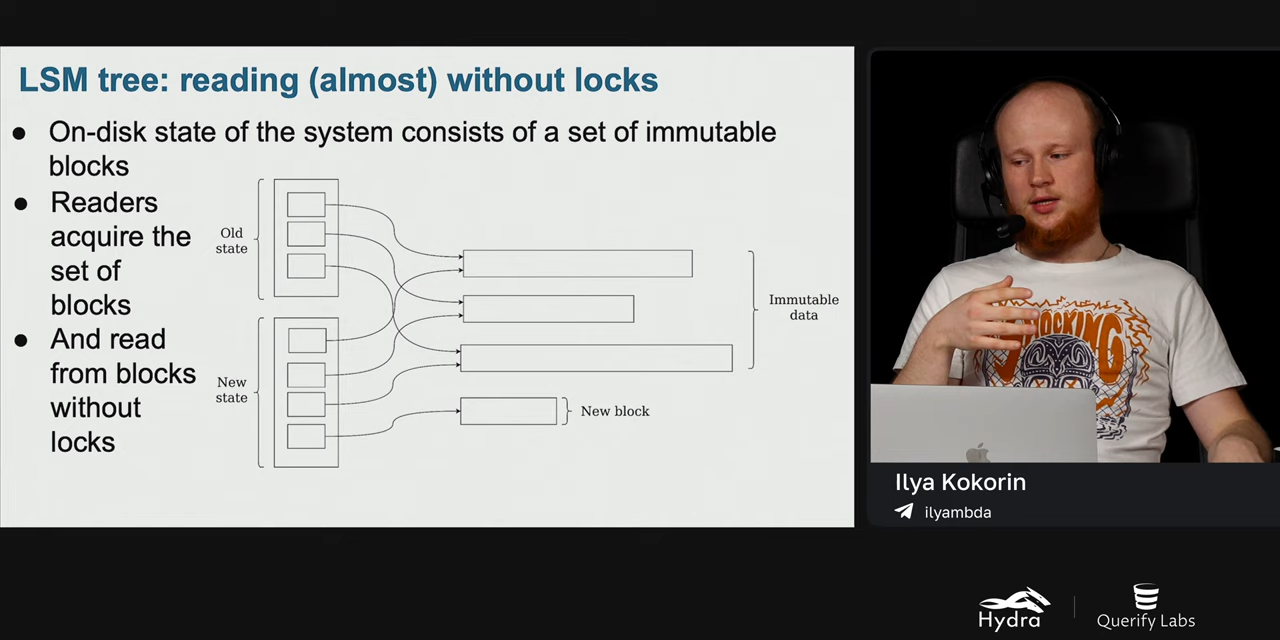 LSM tree: reading (almost) without locks
● On-disk state of the system consists of a set of immutable
blocks
● Readers
acquire the
set of
blocks
● And read
from blocks
without
locks
Old
state
New
state
Immutable
data
New block
Ilya Kokorin
ilyambda
Hydra
Querify Labs